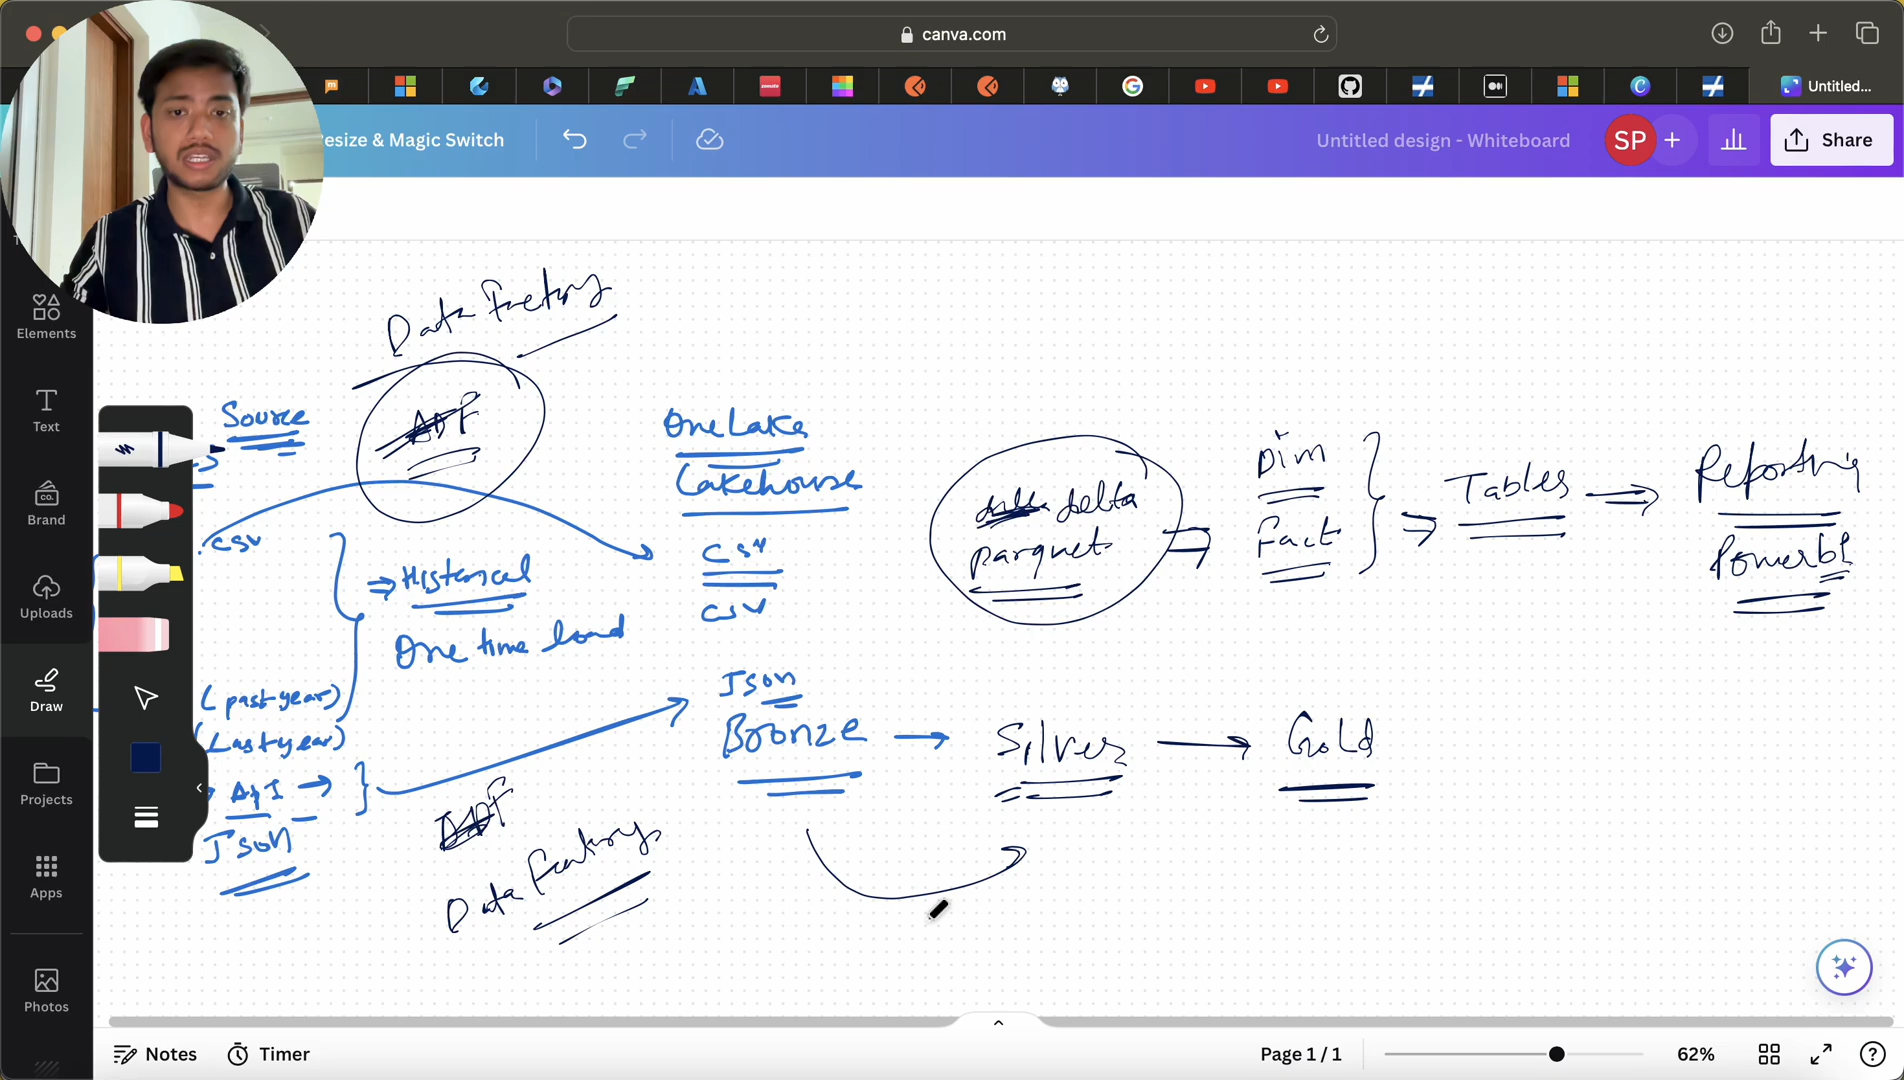 canva.com
Untitled...
esize & Magic Switch
Untitled design - Whiteboard
SP
Share
Elements
Text
Brand
Uploads
Draw
Projects
Apps
Photos
Data Factory
ADF
Source
CSV
Historical
One time load
(past year)
(Last year)
API
Json
Data Factory
OneLake
Lakehouse
CSV
CSV
Json
Bronze
Silver
Gold
delta
parquet
Dim
Fact
Tables
Reporting
PowerbI
Notes
Timer
Page 1 / 1
62%